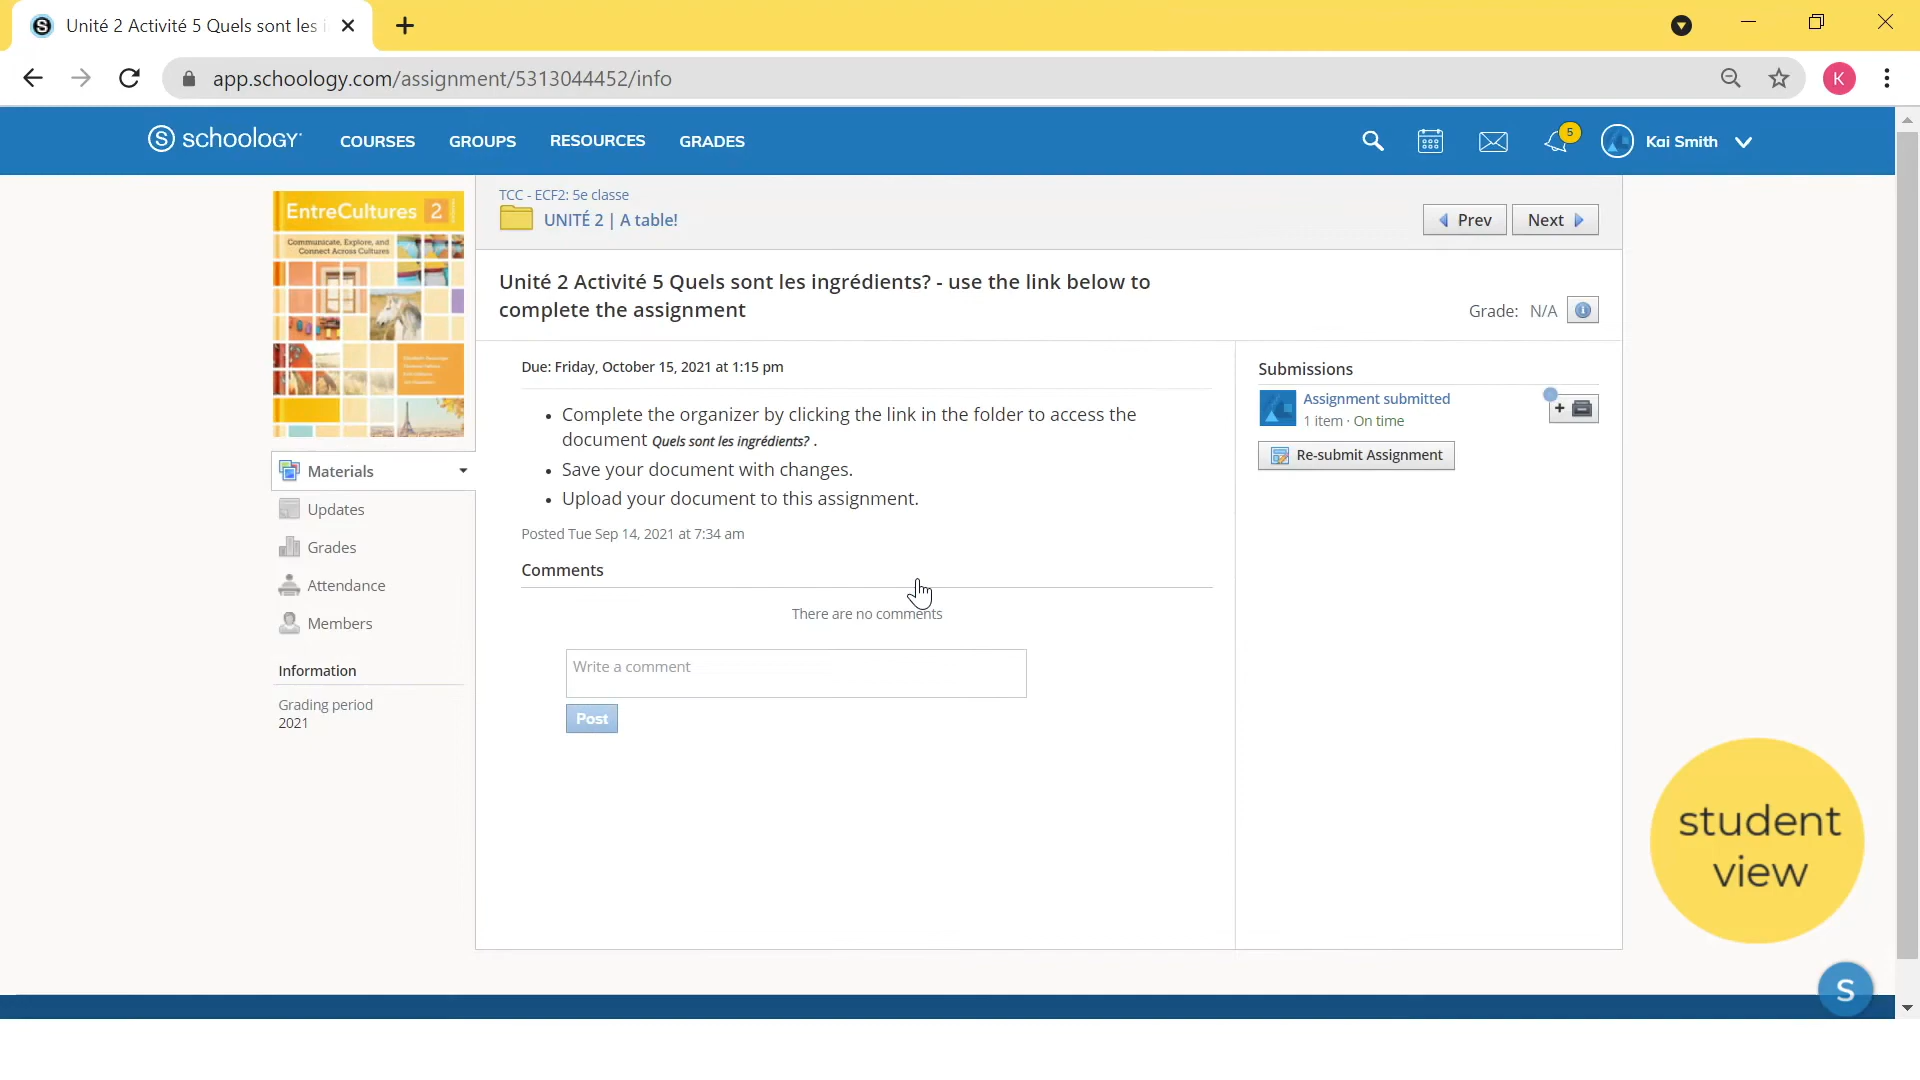 Unité 2 Activité 5 Quels sont les i
app.schoology.com/assignment/5313044452/info
K
S schoology
COURSES
GROUPS
RESOURCES
GRADES
5
Kai Smith
EntreCultures 2
Communicate, Explore, and
Connect Across Cultures
TCC - ECF2: 5e classe
UNITÉ 2 | A table!
Prev
Next
Unité 2 Activité 5 Quels sont les ingrédients? - use the link below to
complete the assignment
Grade: N/A
Due: Friday, October 15, 2021 at 1:15 pm
• Complete the organizer by clicking the link in the folder to access the
document Quels sont les ingrédients? .
• Save your document with changes.
• Upload your document to this assignment.
Posted Tue Sep 14, 2021 at 7:34 am
Comments
There are no comments
Write a comment
Post
Submissions
Assignment submitted
1 item · On time
Re-submit Assignment
Materials
Updates
Grades
Attendance
Members
Information
Grading period
2021
student
view
S